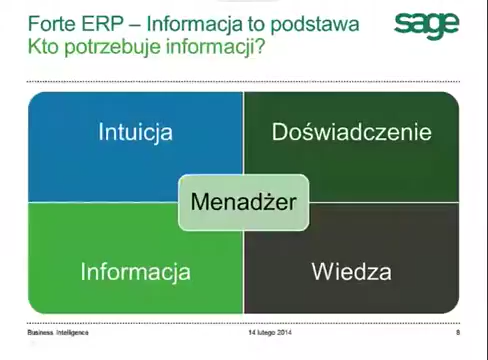 Forte ERP – Informacja to podstawa
Kto potrzebuje informacji?
sage
Intuicja
Doświadczenie
Menadżer
Informacja
Wiedza
Business Intelligence
14 lutego 2014
8